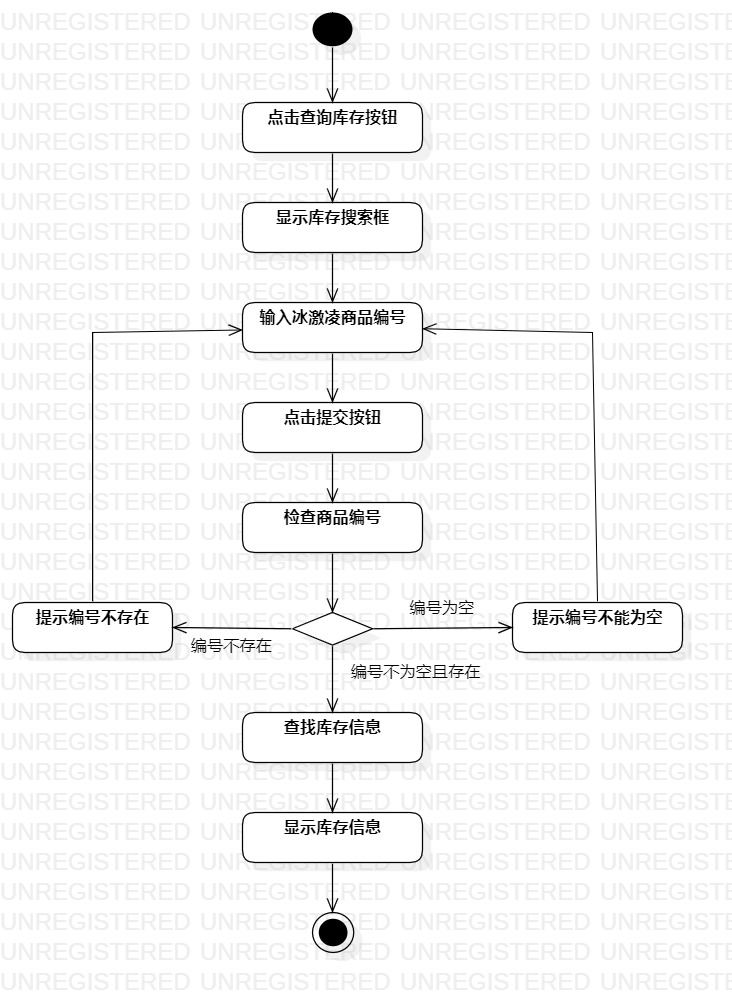 点击查询库存按钮
显示库存搜索框
输入冰激凌商品编号
点击提交按钮
检查商品编号
编号为空
提示编号不存在
提示编号不能为空
编号不存在
编号不为空且存在
查找库存信息
显示库存信息
UNREGISTERED